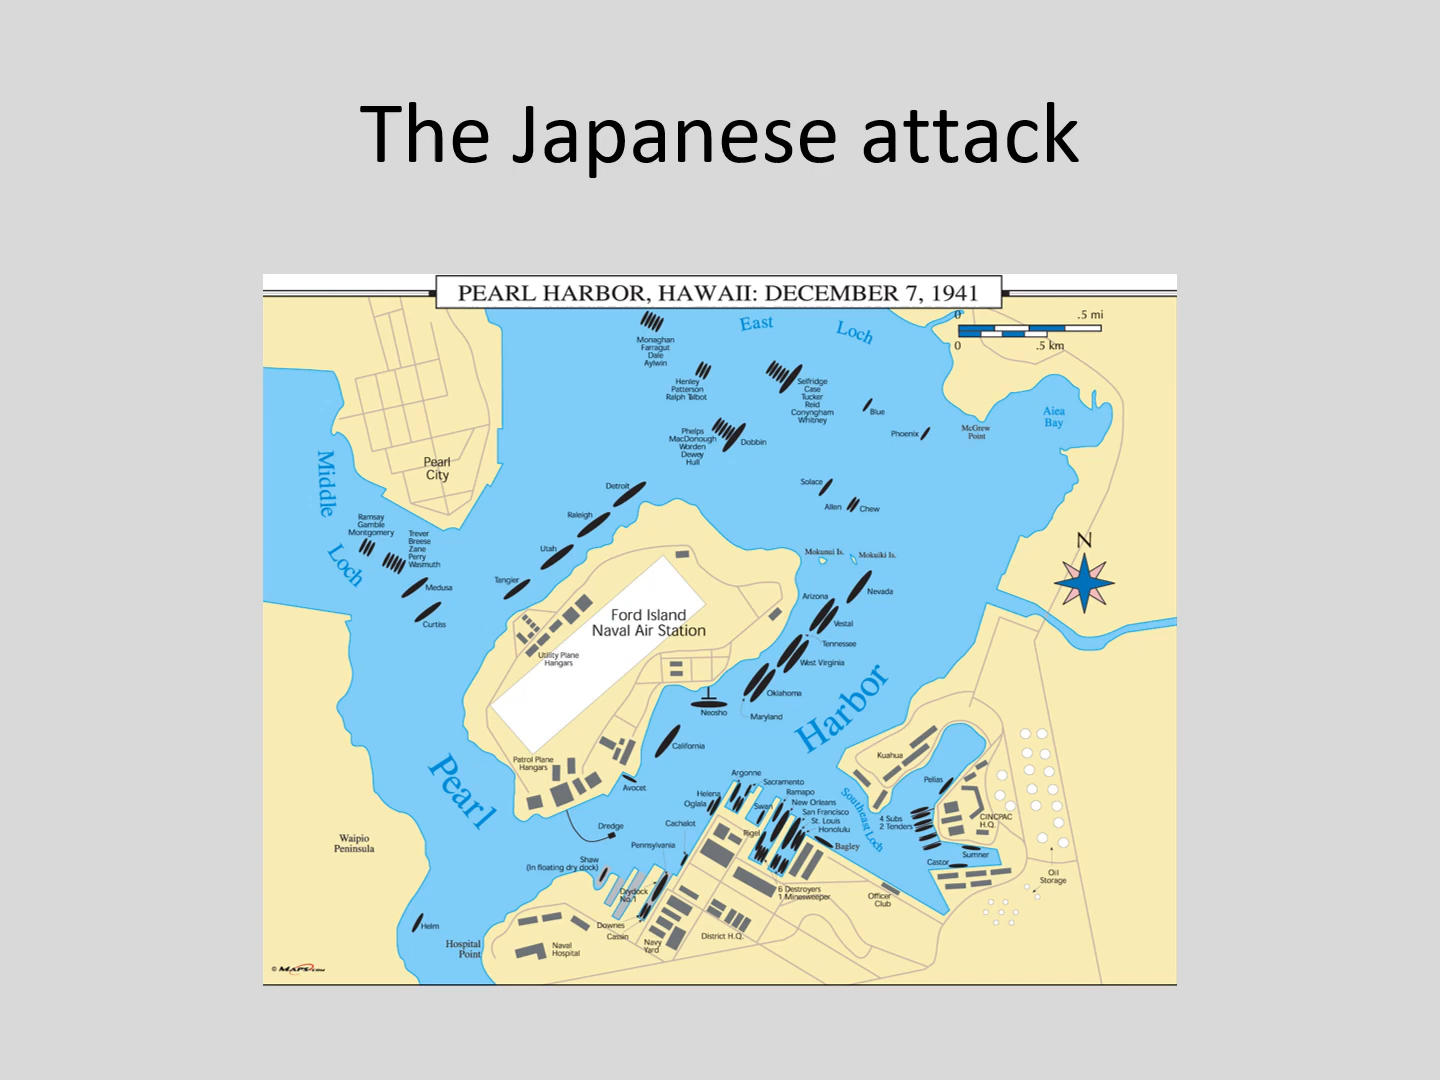 The Japanese attack
PEARL HARBOR, HAWAII: DECEMBER 7, 1941
0
.5 mi
0
.5 km
East
Loch
Monaghan
Farragut
Dale
Aylwin
Henley
Patterson
Ralph Talbot
Selfridge
Case
Tucker
Reid
Conyngham
Whitney
Blue
Phoenix
McGrew
Point
Aiea
Bay
Phelps
MacDonough
Worden
Dewey
Hull
Dobbin
Pearl
City
Middle
Loch
Detroit
Raleigh
Utah
Tangier
Solace
Allen
Chew
Ramsay
Gamble
Montgomery
Trever
Breese
Zane
Perry
Wasmuth
Medusa
Curtiss
Mokunui Is.
Mokuiki Is.
N
Nevada
Arizona
Vestal
Tennessee
West Virginia
Oklahoma
Maryland
Ford Island
Naval Air Station
Utility Plane
Hangars
Neosho
California
Patrol Plane
Hangars
Avocet
Pearl
Harbor
Dredge
Waipio
Peninsula
Shaw
(In floating dry dock)
Argonne
Sacramento
Helena
Ramapo
Oglala
Swan
New Orleans
San Francisco
St. Louis
Honolulu
Cachalot
Rigel
Bagley
Pennsylvania
Drydock
No.1
6 Destroyers
1 Minesweeper
Downes
Cassin
Navy
Yard
District H.Q.
Officer
Club
Kuahua
Pelias
Southeast Loch
4 Subs
2 Tenders
CINCPAC
H.Q.
Castor
Sumner
Oil
Storage
Helm
Hospital
Point
Naval
Hospital
© MAPS.COM